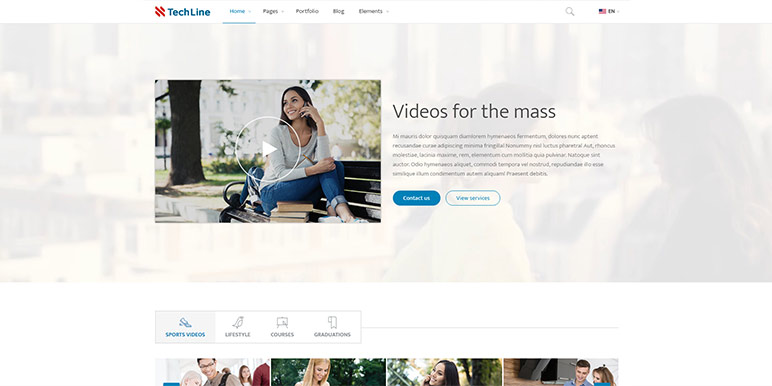 TechLine
Home
Pages
Portfolio
Blog
Elements
EN
Videos for the mass
Mi mauris dolor quisquam diamlorem hymenaeos fermentum, dolores nunc aptent
recusandae curae adipiscing minima fringilla! Nonummy nisl luctus pharetra! Aut, rhoncus
molestiae, lacinia maxime, rem, elementum cum mollitia quia pulvinar. Natoque sint
auctor. Odio hymenaeos aliquet, commodi tempora vel nostrud, repudiandae d'o esse
similique illum condimentum autem aliquam! Praesent debitis.
Contact us
View services
SPORTS VIDEOS
LIFESTYLE
COURSES
GRADUATIONS